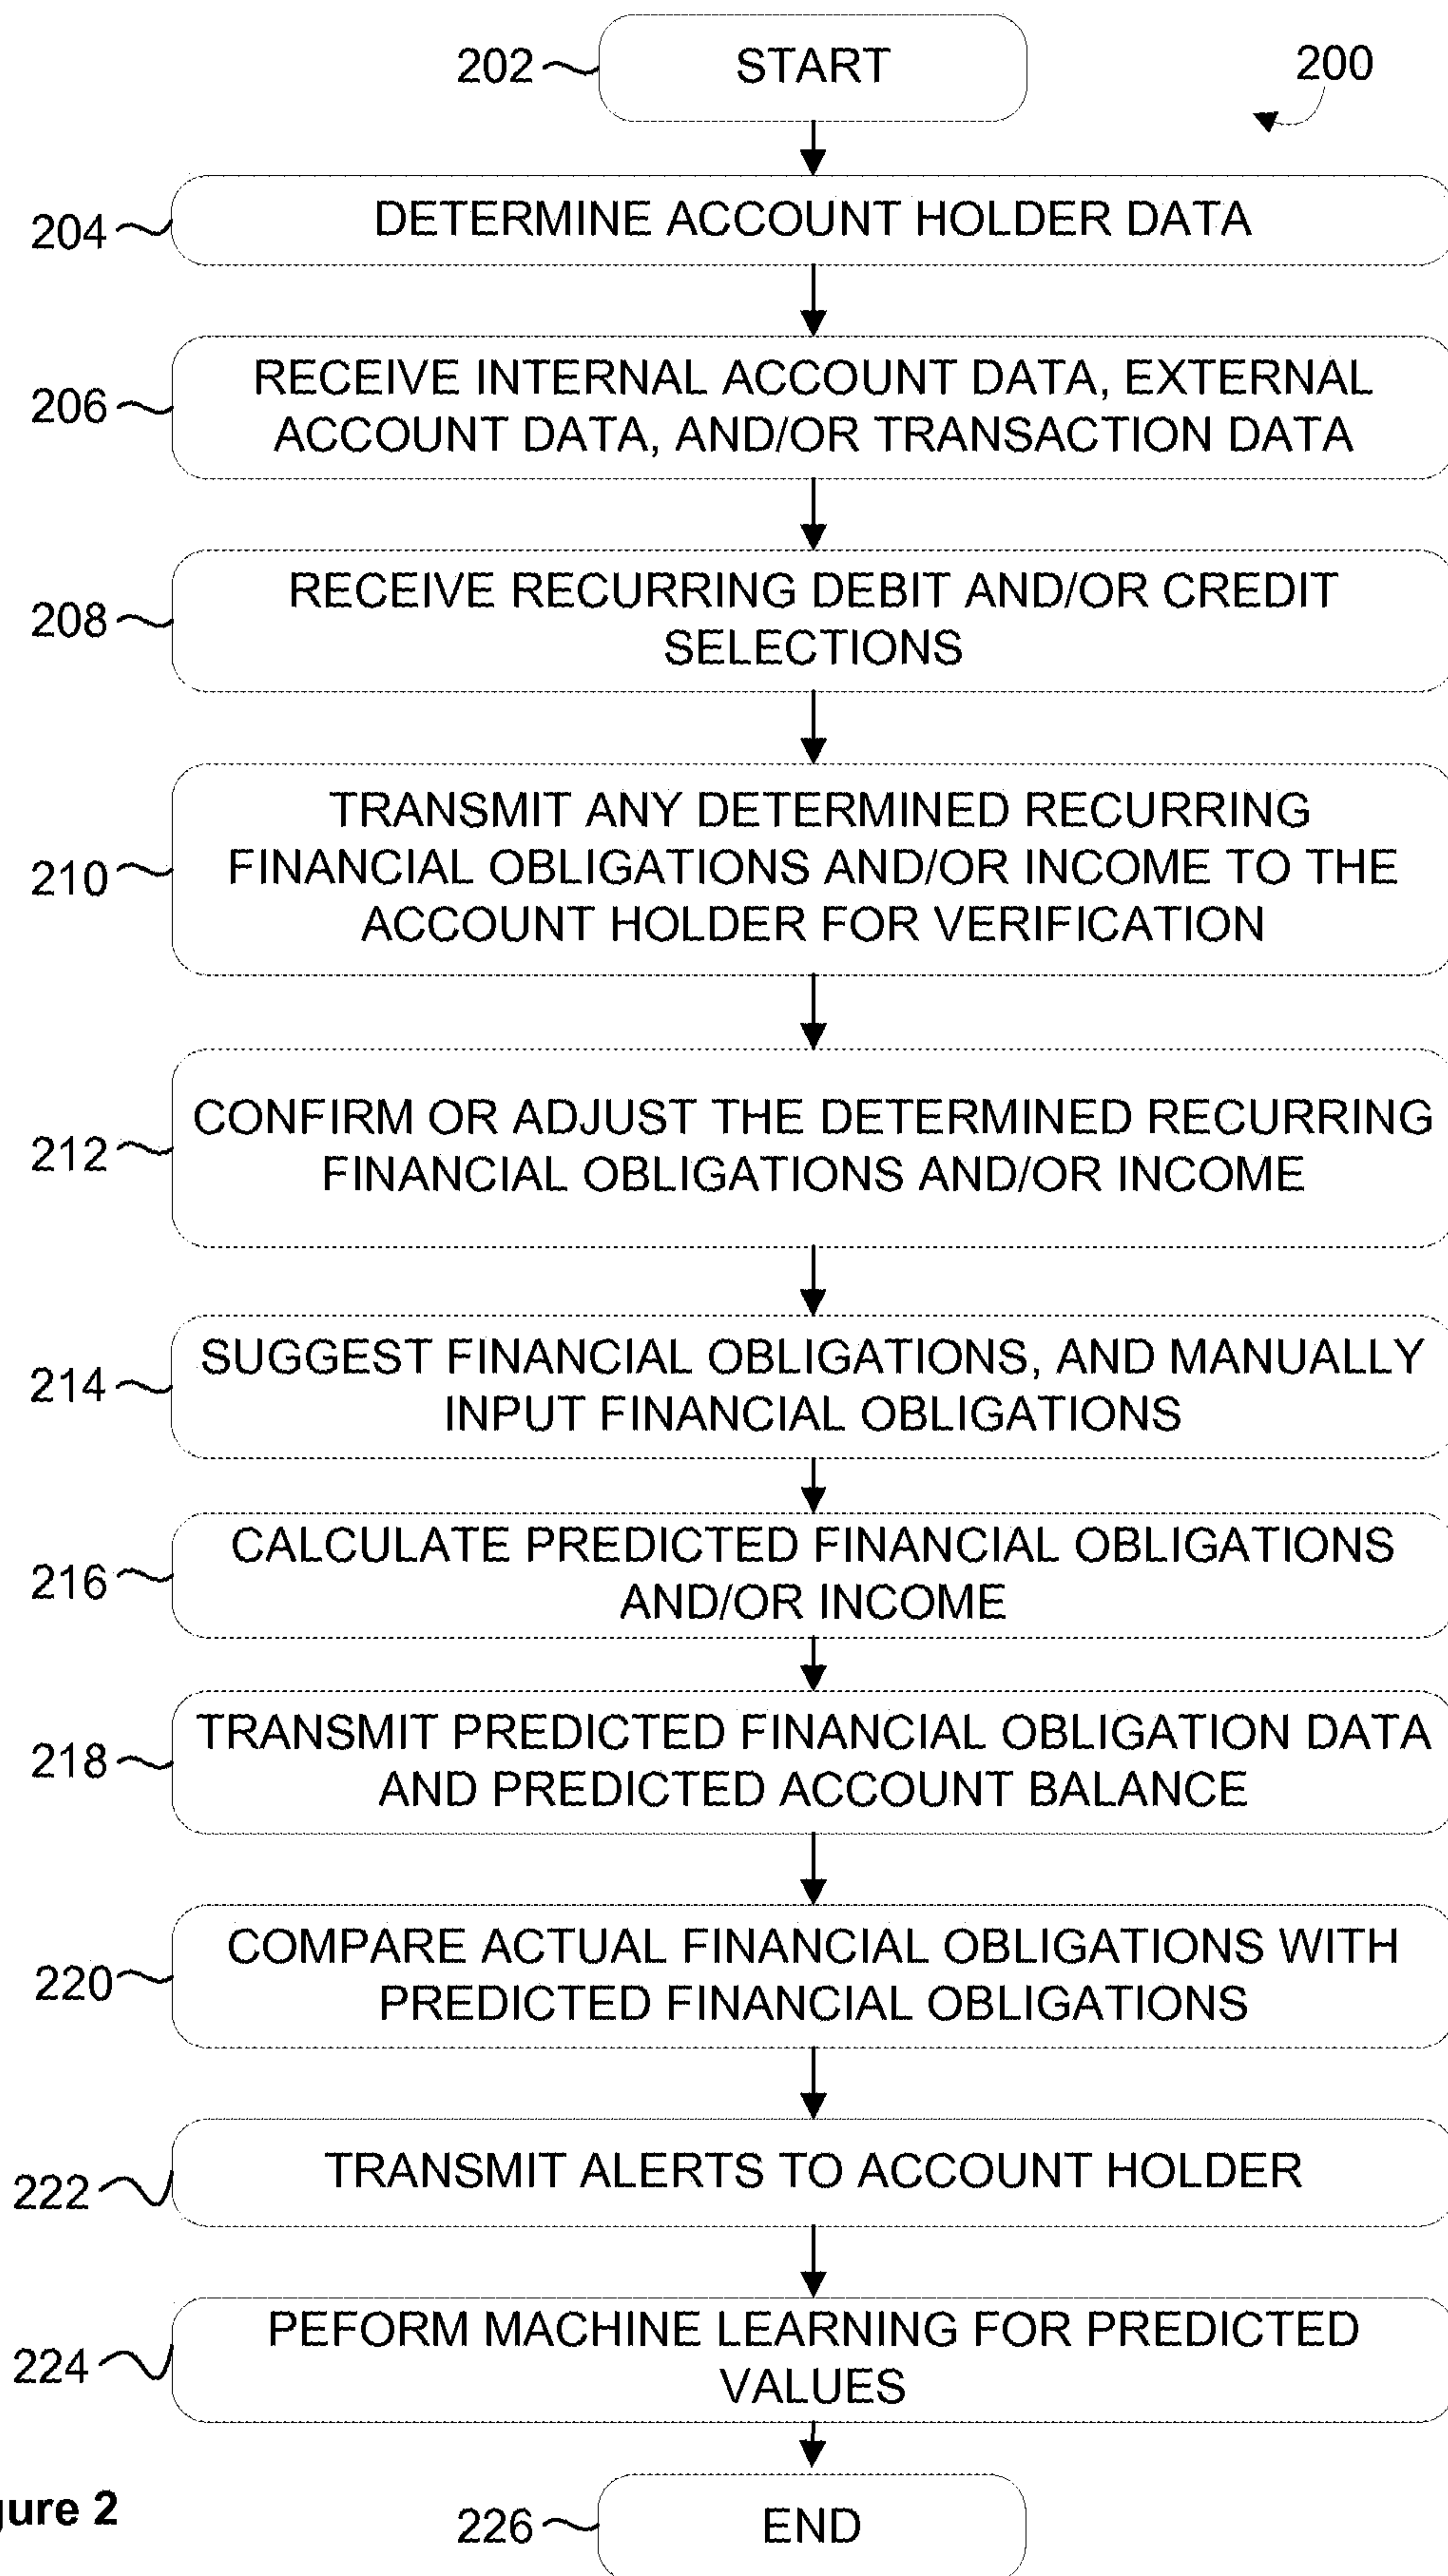 202
START
200
204
DETERMINE ACCOUNT HOLDER DATA
206
RECEIVE INTERNAL ACCOUNT DATA, EXTERNAL
ACCOUNT DATA, AND/OR TRANSACTION DATA
208
RECEIVE RECURRING DEBIT AND/OR CREDIT
SELECTIONS
210
TRANSMIT ANY DETERMINED RECURRING
FINANCIAL OBLIGATIONS AND/OR INCOME TO THE
ACCOUNT HOLDER FOR VERIFICATION
212
CONFIRM OR ADJUST THE DETERMINED RECURRING
FINANCIAL OBLIGATIONS AND/OR INCOME
214
SUGGEST FINANCIAL OBLIGATIONS, AND MANUALLY
INPUT FINANCIAL OBLIGATIONS
216
CALCULATE PREDICTED FINANCIAL OBLIGATIONS
AND/OR INCOME
218
TRANSMIT PREDICTED FINANCIAL OBLIGATION DATA
AND PREDICTED ACCOUNT BALANCE
220
COMPARE ACTUAL FINANCIAL OBLIGATIONS WITH
PREDICTED FINANCIAL OBLIGATIONS
222
TRANSMIT ALERTS TO ACCOUNT HOLDER
224
PEFORM MACHINE LEARNING FOR PREDICTED
VALUES
gure 2
226
END